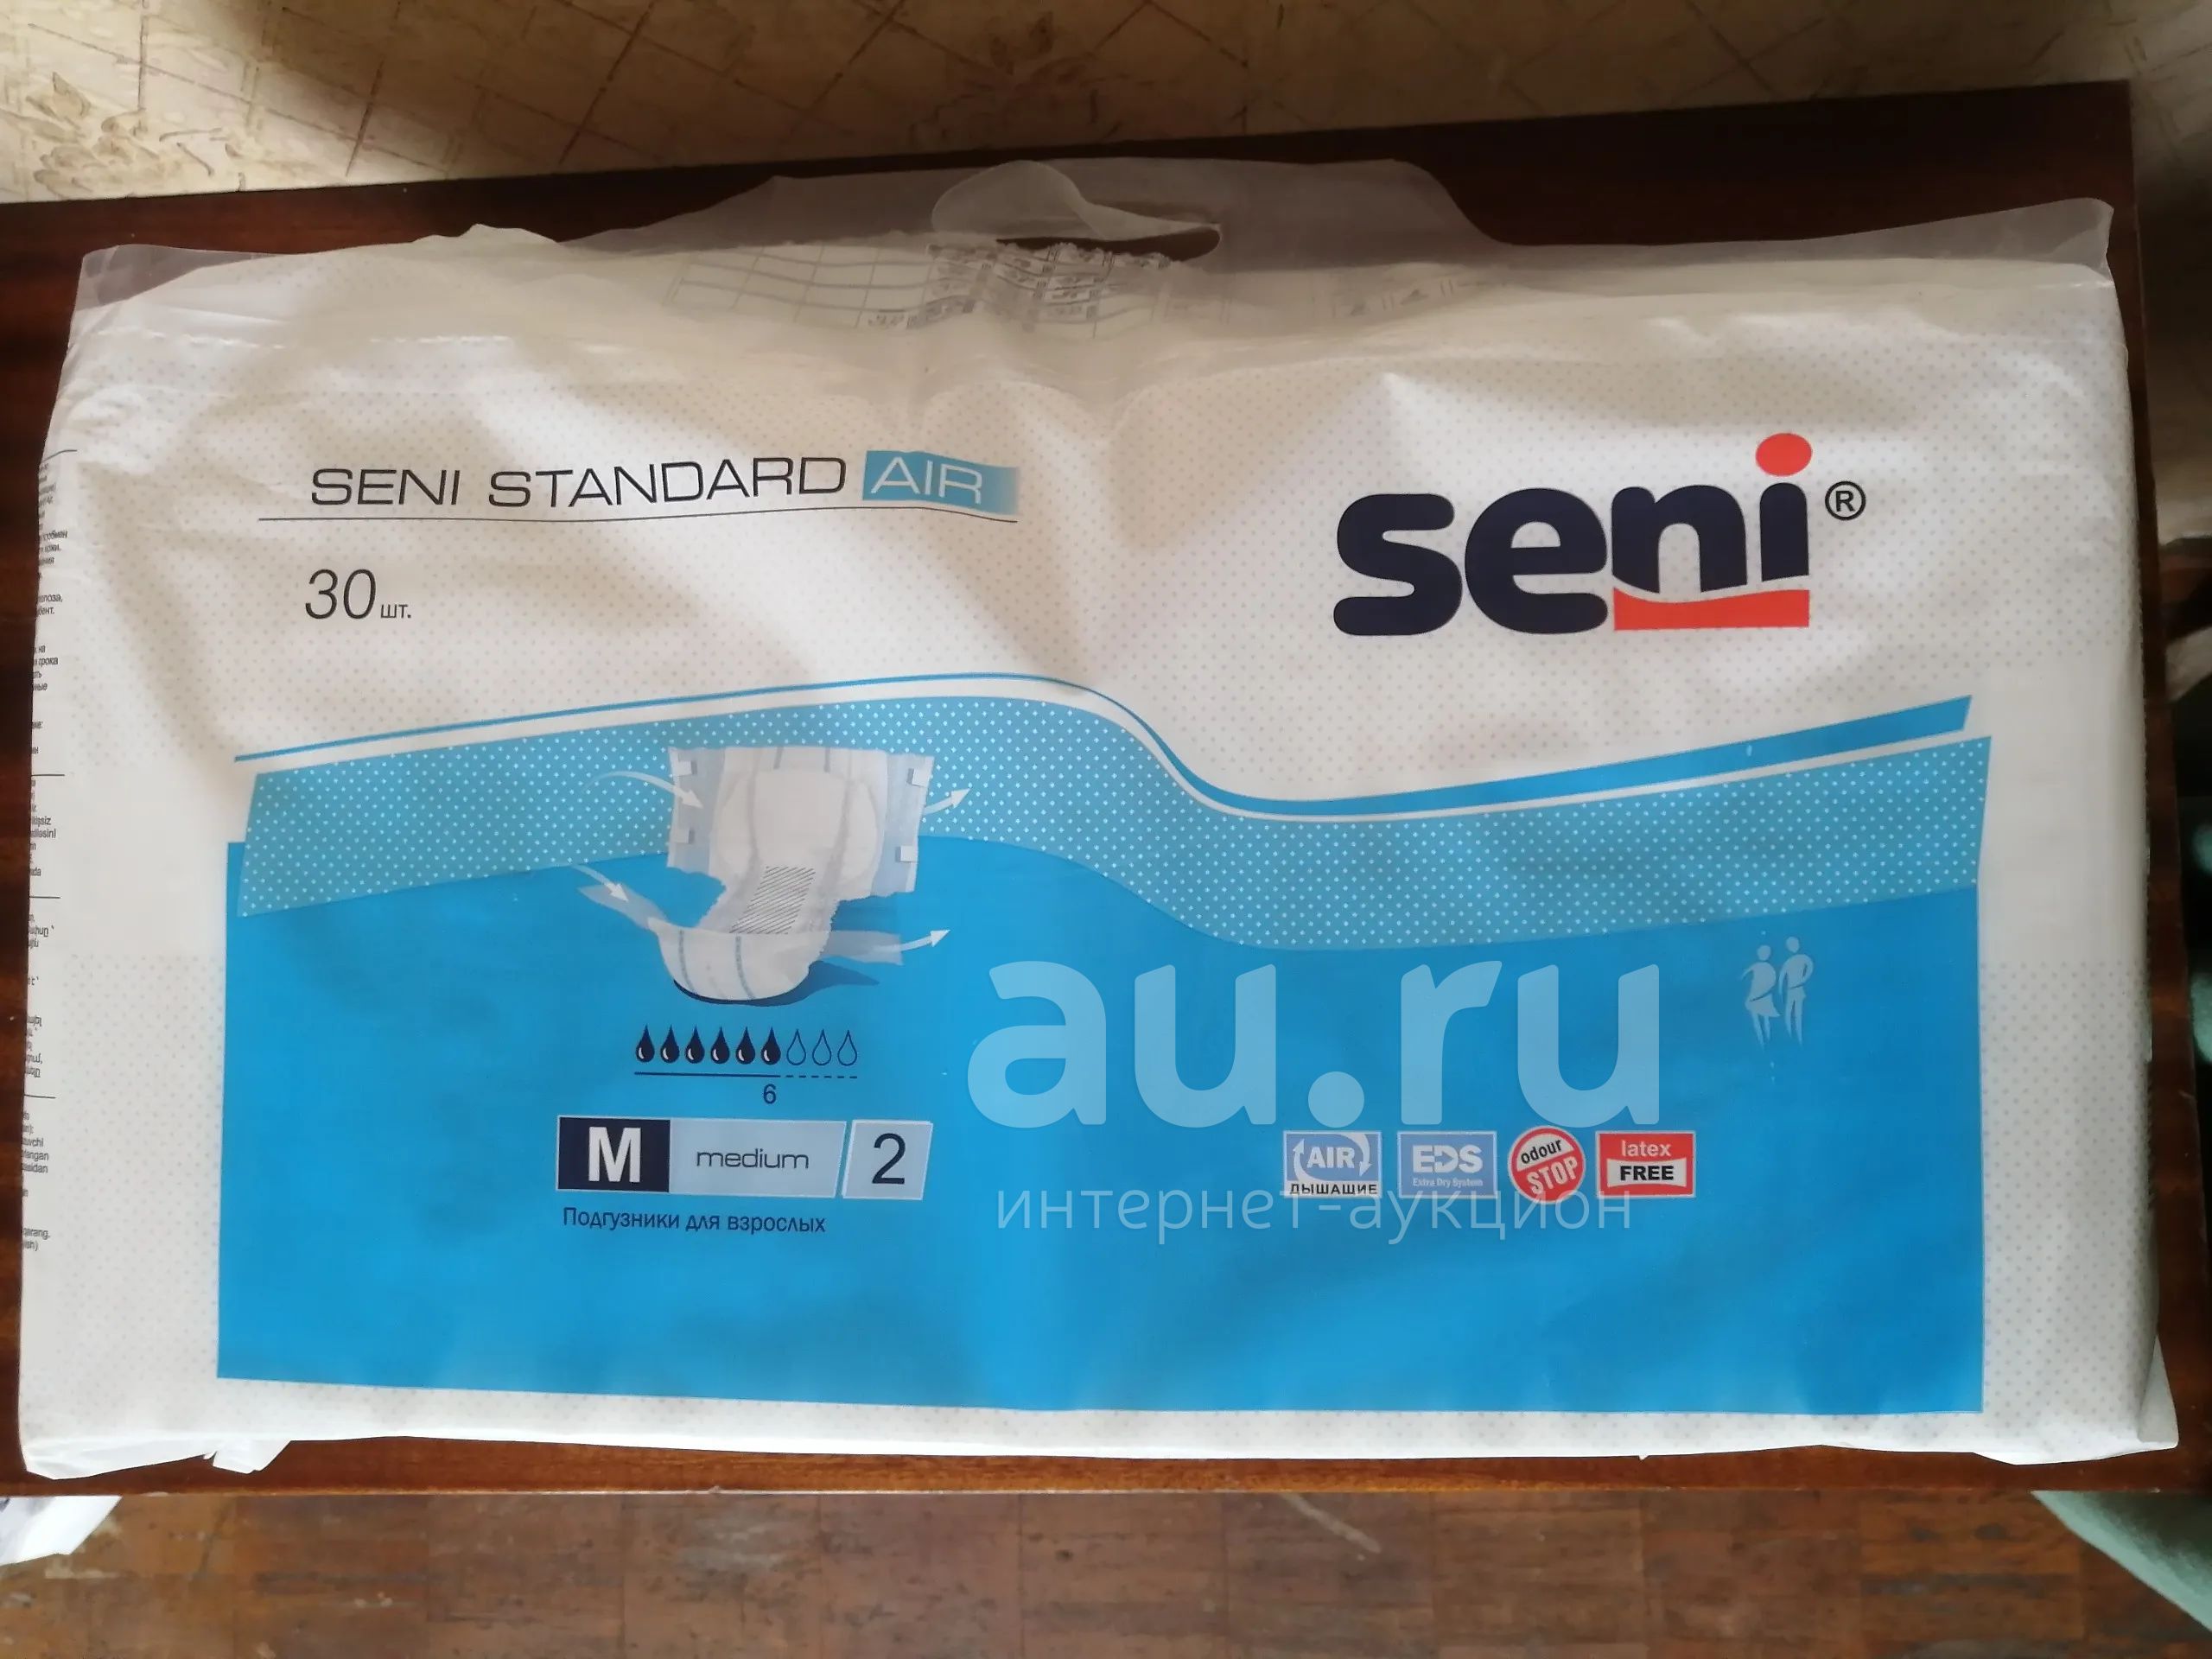 SENI STANDARD AIR
seni®
30 шт.
6
M medium 2
Подгузники для взрослых
AIR
ДЫШАЩИЕ
EDS
Extra Dry System
odour
STOP
latex
FREE
au.ru
интернет-аукцион